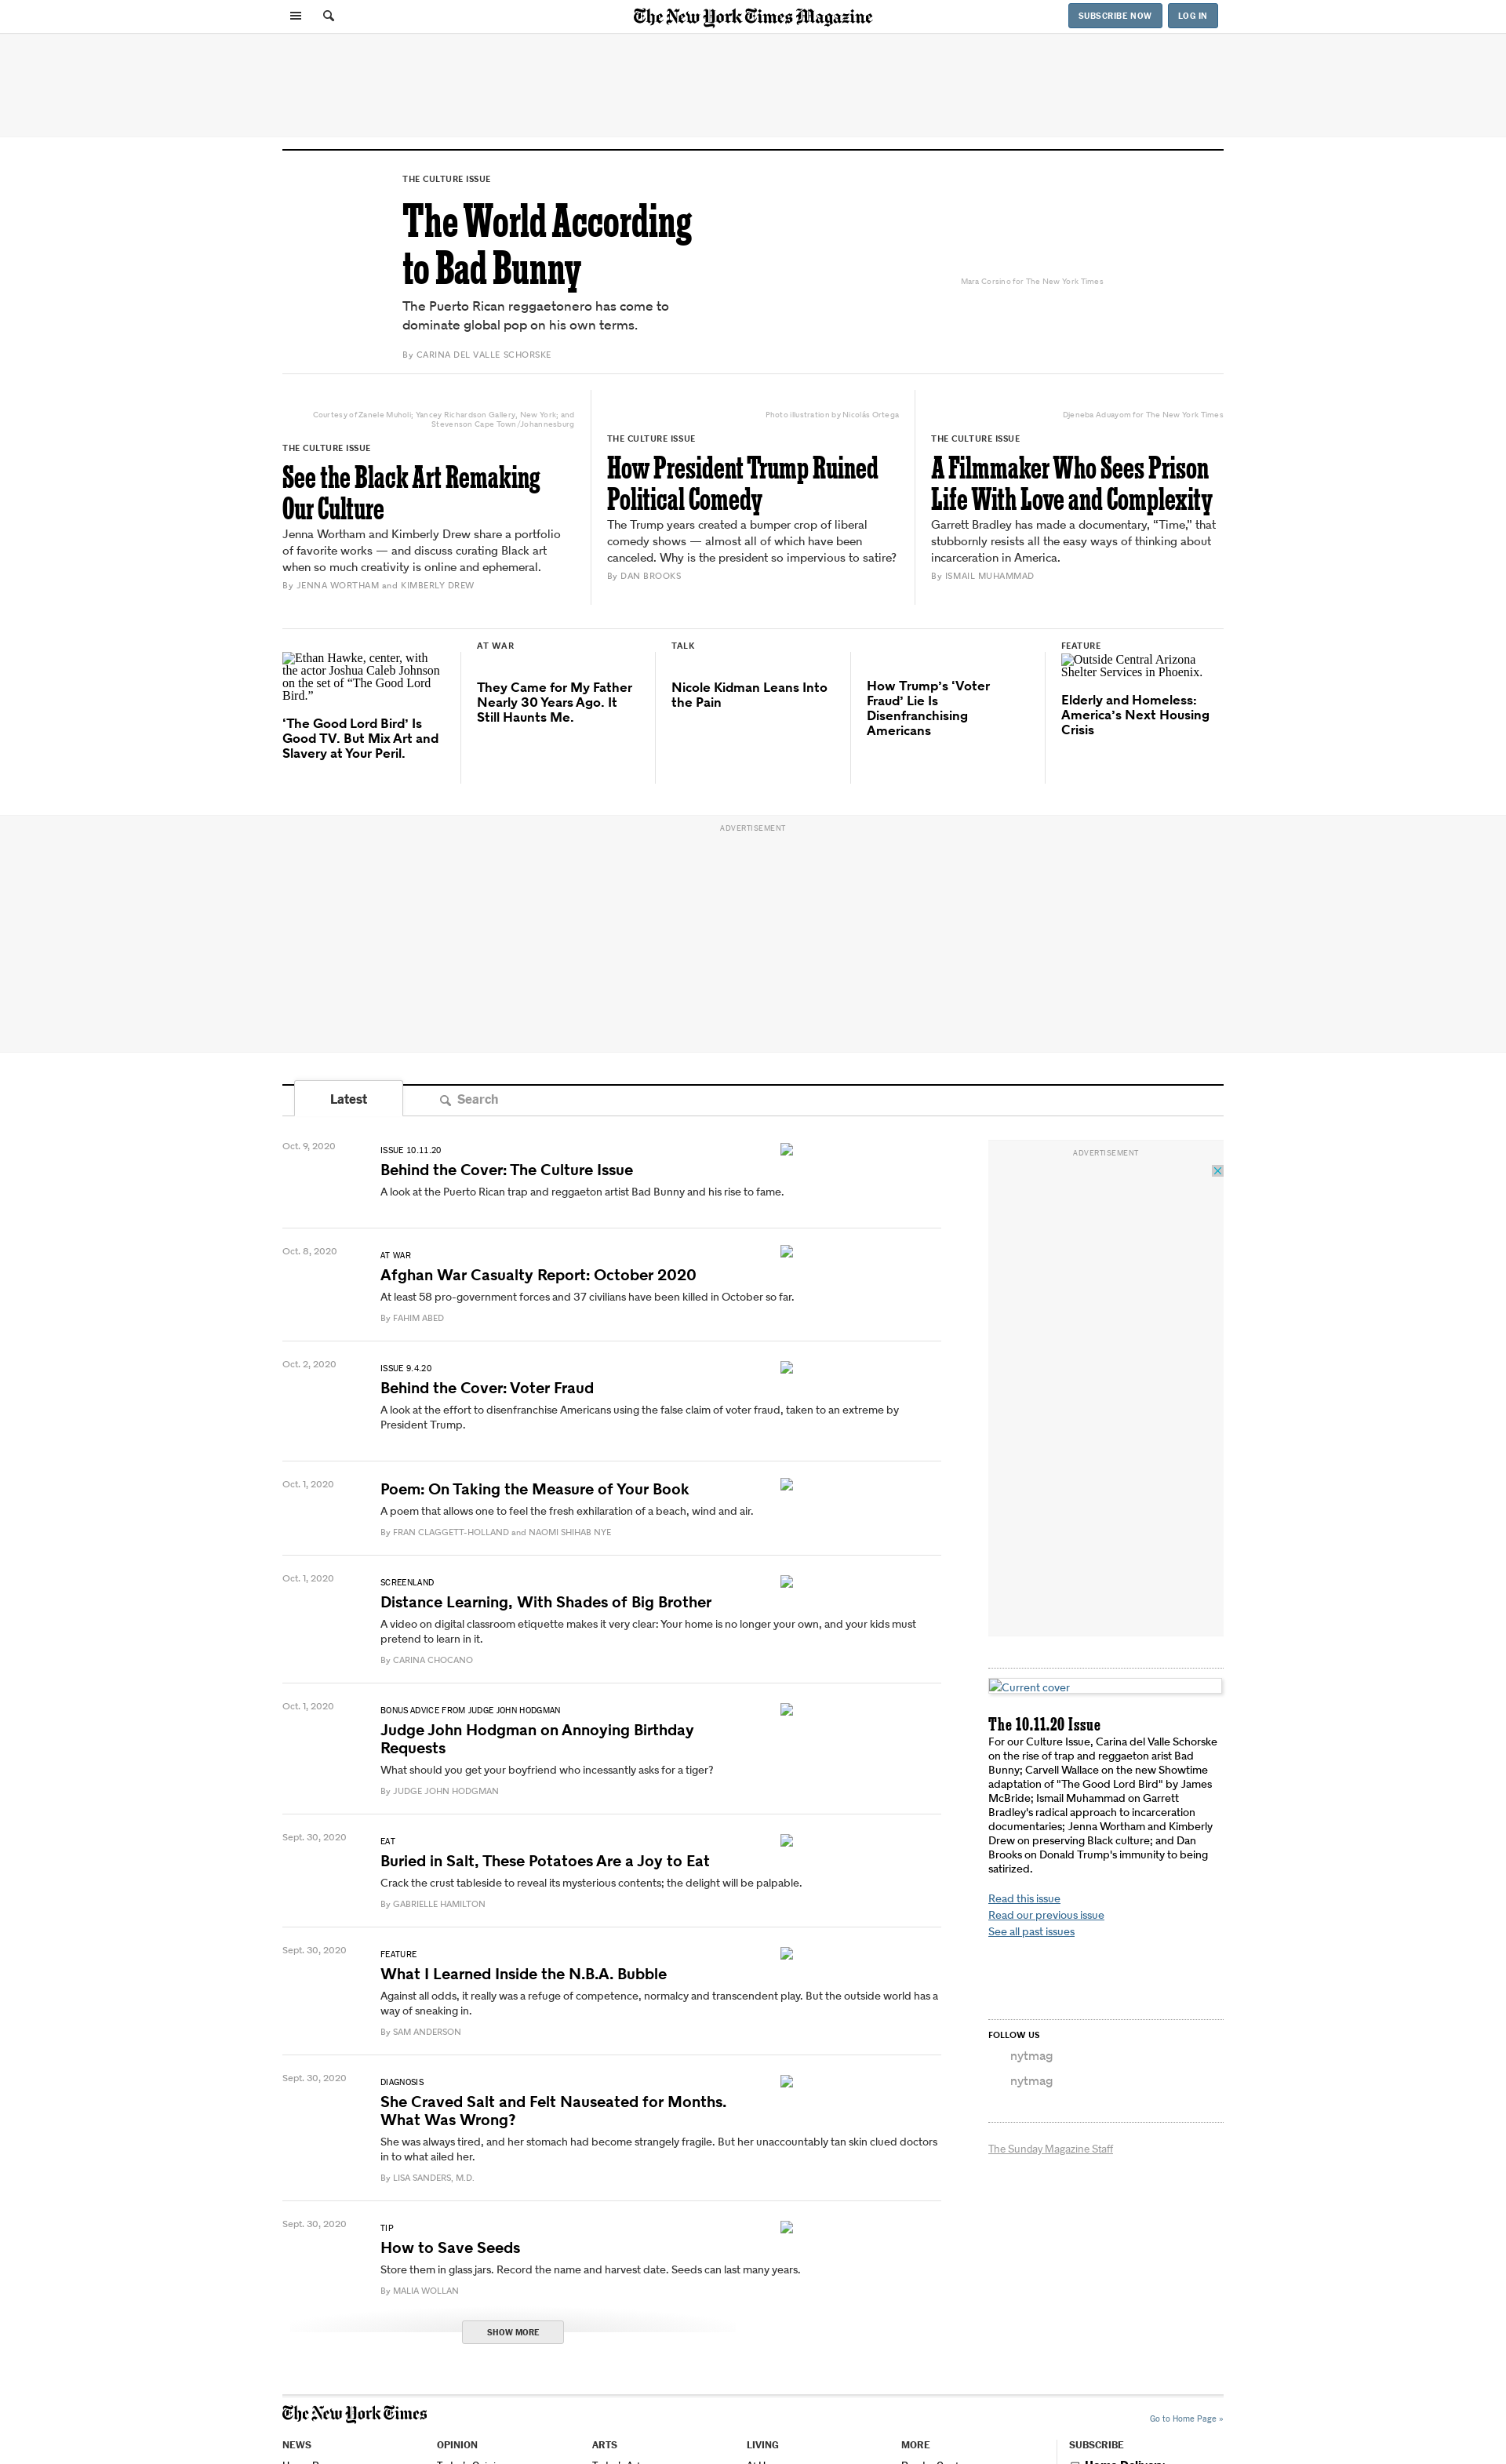 The New York Times Magazine
SUBSCRIBE NOW
LOG IN
THE CULTURE ISSUE
The World According
to Bad Bunny
The Puerto Rican reggaetonero has come to
dominate global pop on his own terms.
By CARINA DEL VALLE SCHORSKE
Mara Corsino for The New York Times
Courtesy of Zanele Muholi; Yancey Richardson Gallery, New York; and
Stevenson Cape Town/Johannesburg
THE CULTURE ISSUE
See the Black Art Remaking
Our Culture
Jenna Wortham and Kimberly Drew share a portfolio
of favorite works — and discuss curating Black art
when so much creativity is online and ephemeral.
By JENNA WORTHAM and KIMBERLY DREW
Photo illustration by Nicolás Ortega
THE CULTURE ISSUE
How President Trump Ruined
Political Comedy
The Trump years created a bumper crop of liberal
comedy shows — almost all of which have been
canceled. Why is the president so impervious to satire?
By DAN BROOKS
Djeneba Aduayom for The New York Times
THE CULTURE ISSUE
A Filmmaker Who Sees Prison
Life With Love and Complexity
Garrett Bradley has made a documentary, “Time,” that
stubbornly resists all the easy ways of thinking about
incarceration in America.
By ISMAIL MUHAMMAD
Ethan Hawke, center, with
the actor Joshua Caleb Johnson
on the set of “The Good Lord
Bird.”
‘The Good Lord Bird’ Is
Good TV. But Mix Art and
Slavery at Your Peril.
AT WAR
They Came for My Father
Nearly 30 Years Ago. It
Still Haunts Me.
TALK
Nicole Kidman Leans Into
the Pain
How Trump’s ‘Voter
Fraud’ Lie Is
Disenfranchising
Americans
FEATURE
Outside Central Arizona
Shelter Services in Phoenix.
Elderly and Homeless:
America’s Next Housing
Crisis
ADVERTISEMENT
Latest
Search
Oct. 9, 2020
ISSUE 10.11.20
Behind the Cover: The Culture Issue
A look at the Puerto Rican trap and reggaeton artist Bad Bunny and his rise to fame.
Oct. 8, 2020
AT WAR
Afghan War Casualty Report: October 2020
At least 58 pro-government forces and 37 civilians have been killed in October so far.
By FAHIM ABED
Oct. 2, 2020
ISSUE 9.4.20
Behind the Cover: Voter Fraud
A look at the effort to disenfranchise Americans using the false claim of voter fraud, taken to an extreme by
President Trump.
Oct. 1, 2020
Poem: On Taking the Measure of Your Book
A poem that allows one to feel the fresh exhilaration of a beach, wind and air.
By FRAN CLAGGETT-HOLLAND and NAOMI SHIHAB NYE
Oct. 1, 2020
SCREENLAND
Distance Learning, With Shades of Big Brother
A video on digital classroom etiquette makes it very clear: Your home is no longer your own, and your kids must
pretend to learn in it.
By CARINA CHOCANO
Oct. 1, 2020
BONUS ADVICE FROM JUDGE JOHN HODGMAN
Judge John Hodgman on Annoying Birthday
Requests
What should you get your boyfriend who incessantly asks for a tiger?
By JUDGE JOHN HODGMAN
Sept. 30, 2020
EAT
Buried in Salt, These Potatoes Are a Joy to Eat
Crack the crust tableside to reveal its mysterious contents; the delight will be palpable.
By GABRIELLE HAMILTON
Sept. 30, 2020
FEATURE
What I Learned Inside the N.B.A. Bubble
Against all odds, it really was a refuge of competence, normalcy and transcendent play. But the outside world has a
way of sneaking in.
By SAM ANDERSON
Sept. 30, 2020
DIAGNOSIS
She Craved Salt and Felt Nauseated for Months.
What Was Wrong?
She was always tired, and her stomach had become strangely fragile. But her unaccountably tan skin clued doctors
in to what ailed her.
By LISA SANDERS, M.D.
Sept. 30, 2020
TIP
How to Save Seeds
Store them in glass jars. Record the name and harvest date. Seeds can last many years.
By MALIA WOLLAN
SHOW MORE
ADVERTISEMENT
Current cover
The 10.11.20 Issue
For our Culture Issue, Carina del Valle Schorske
on the rise of trap and reggaeton arist Bad
Bunny; Carvell Wallace on the new Showtime
adaptation of "The Good Lord Bird" by James
McBride; Ismail Muhammad on Garrett
Bradley's radical approach to incarceration
documentaries; Jenna Wortham and Kimberly
Drew on preserving Black culture; and Dan
Brooks on Donald Trump's immunity to being
satirized.
Read this issue
Read our previous issue
See all past issues
FOLLOW US
nytmag
nytmag
The Sunday Magazine Staff
The New York Times
Go to Home Page »
NEWS
OPINION
ARTS
LIVING
MORE
SUBSCRIBE